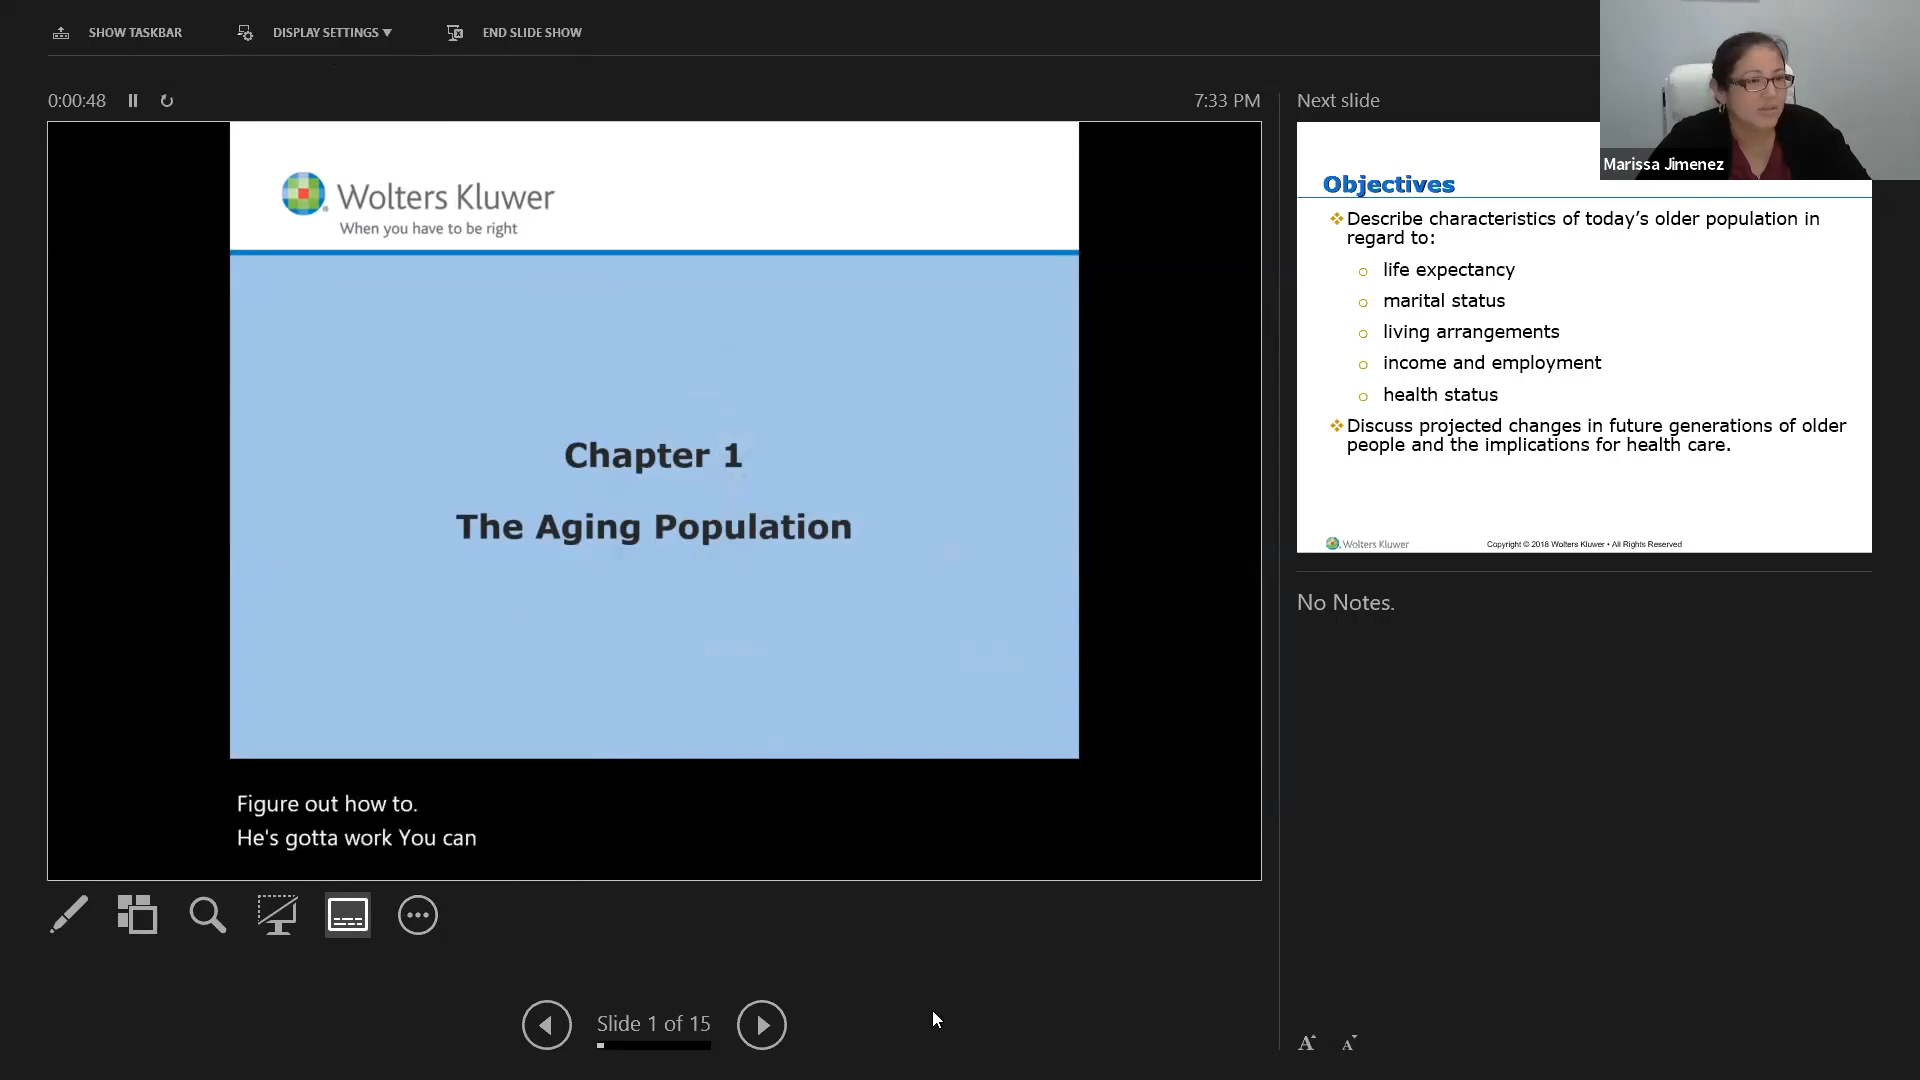 SHOW TASKBAR
DISPLAY SETTINGS ▼
END SLIDE SHOW
0:00:48
7:33 PM
Wolters Kluwer
When you have to be right
Chapter 1
The Aging Population
Figure out how to.
He's gotta work You can
Slide 1 of 15
Next slide
Marissa Jimenez
Objectives
Describe characteristics of today's older population in
regard to:
life expectancy
marital status
living arrangements
income and employment
health status
Discuss projected changes in future generations of older
people and the implications for health care.
Wolters Kluwer
Copyright © 2018 Wolters Kluwer • All Rights Reserved
No Notes.
A A